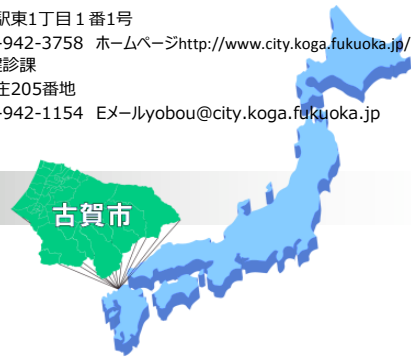 駅東1丁目1番1号
-942-3758 ホームページhttp://www.city.koga.fukuoka.jp/
健診課
庄205番地
-942-1154 Eメールyobou@city.koga.fukuoka.jp
古賀市